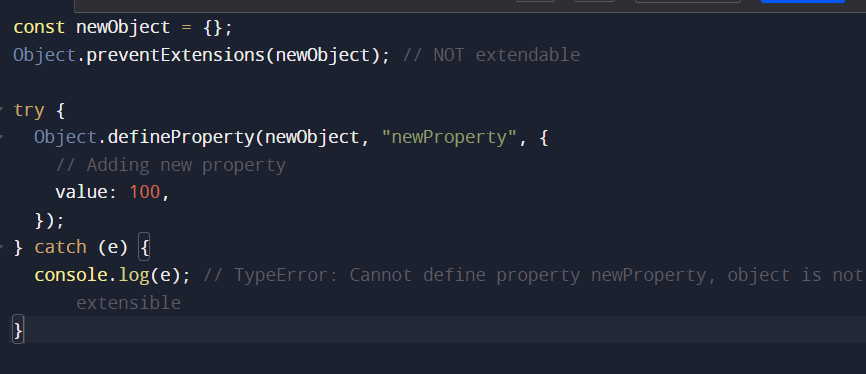 const newObject = {};
Object.preventExtensions(newObject); // NOT extendable
try {
Object.defineProperty(newObject, "newProperty", {
// Adding new property
value: 100,
});
} catch (e) {
console.log(e); // TypeError: Cannot define property newProperty, object is not
extensible
}